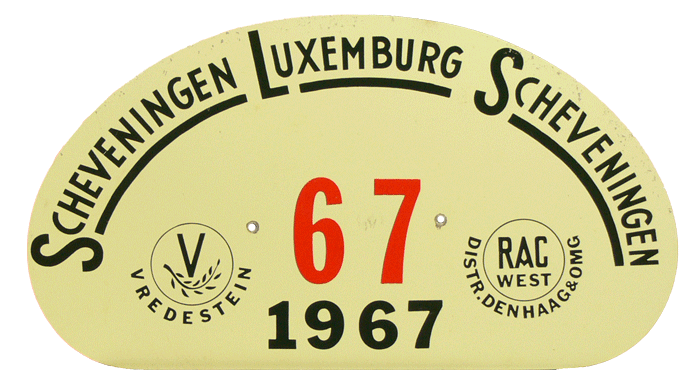 SCHEVENINGEN LUXEMBURG SCHEVENINGEN
67
V
VREDESTEIN
RAC
WEST
DISTR. DENHAAG & OMG
1967